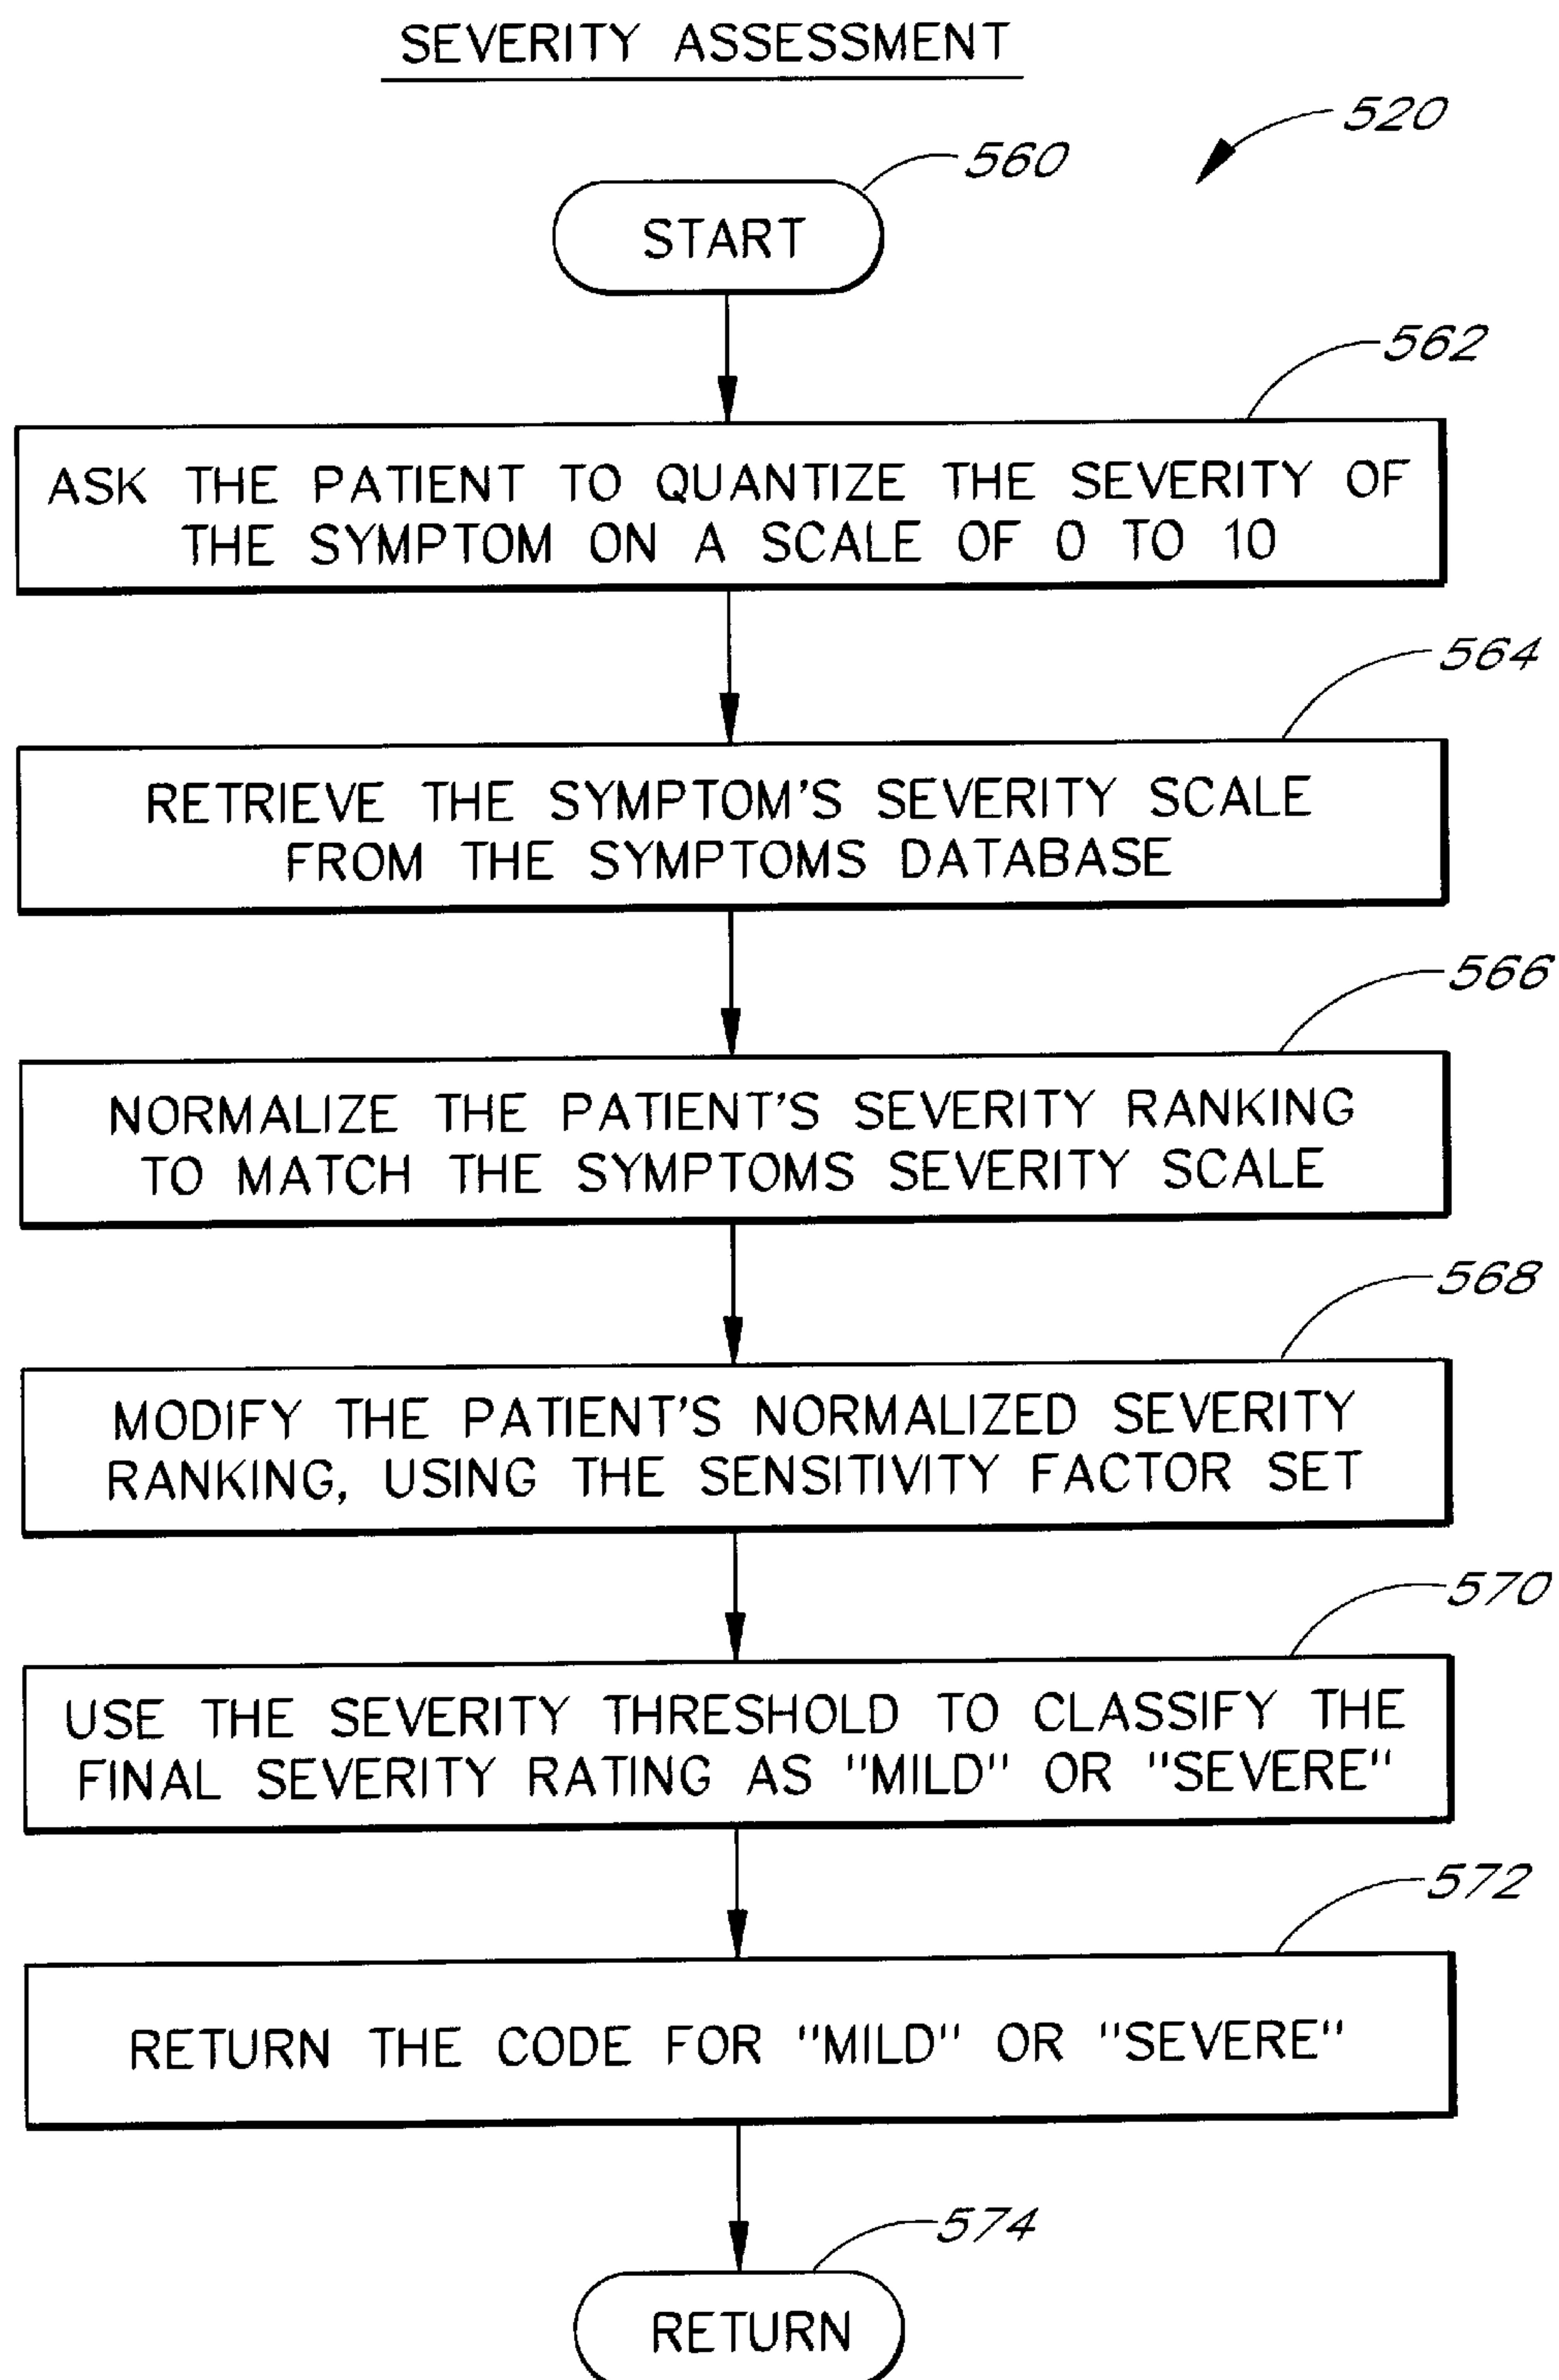 SEVERITY ASSESSMENT
520
560
START
562
ASK THE PATIENT TO QUANTIZE THE SEVERITY OF
THE SYMPTOM ON A SCALE OF 0 TO 10
564
RETRIEVE THE SYMPTOM'S SEVERITY SCALE
FROM THE SYMPTOMS DATABASE
566
NORMALIZE THE PATIENT'S SEVERITY RANKING
TO MATCH THE SYMPTOMS SEVERITY SCALE
568
MODIFY THE PATIENT'S NORMALIZED SEVERITY
RANKING, USING THE SENSITIVITY FACTOR SET
570
USE THE SEVERITY THRESHOLD TO CLASSIFY THE
FINAL SEVERITY RATING AS "MILD" OR "SEVERE"
572
RETURN THE CODE FOR "MILD" OR "SEVERE"
574
RETURN